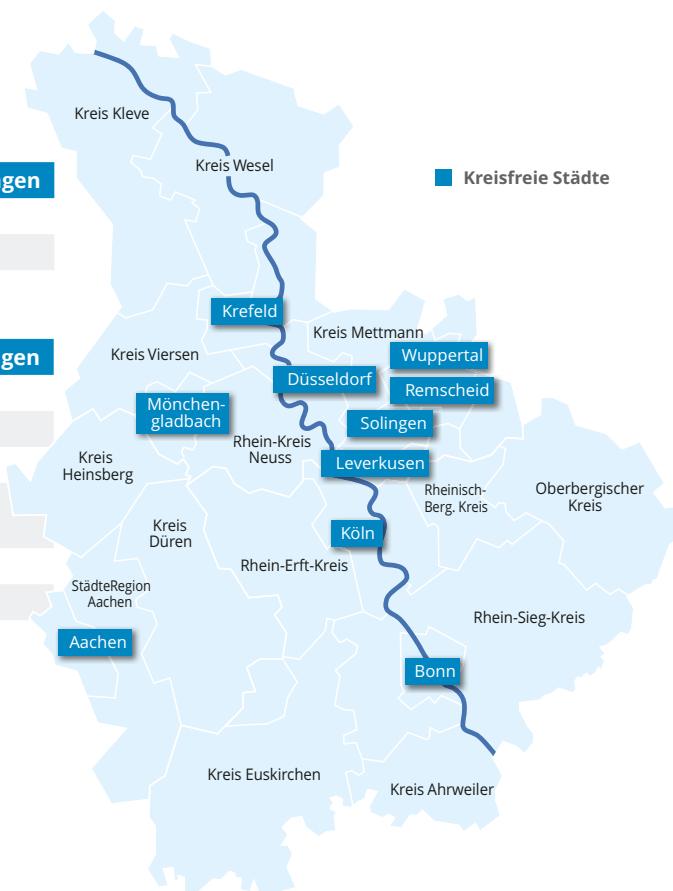 Kreis Kleve
Kreis Wesel
gen
Kreisfreie Städte
Krefeld
Kreis Mettmann
gen
Kreis Viersen
Wuppertal
Düsseldorf
Remscheid
Mönchen-
gladbach
Solingen
Rhein-Kreis
Neuss
Kreis
Heinsberg
Leverkusen
Rheinisch-
Berg. Kreis
Oberbergischer
Kreis
Kreis
Düren
Köln
Rhein-Erft-Kreis
StädteRegion
Aachen
Rhein-Sieg-Kreis
Aachen
Bonn
Kreis Euskirchen
Kreis Ahrweiler